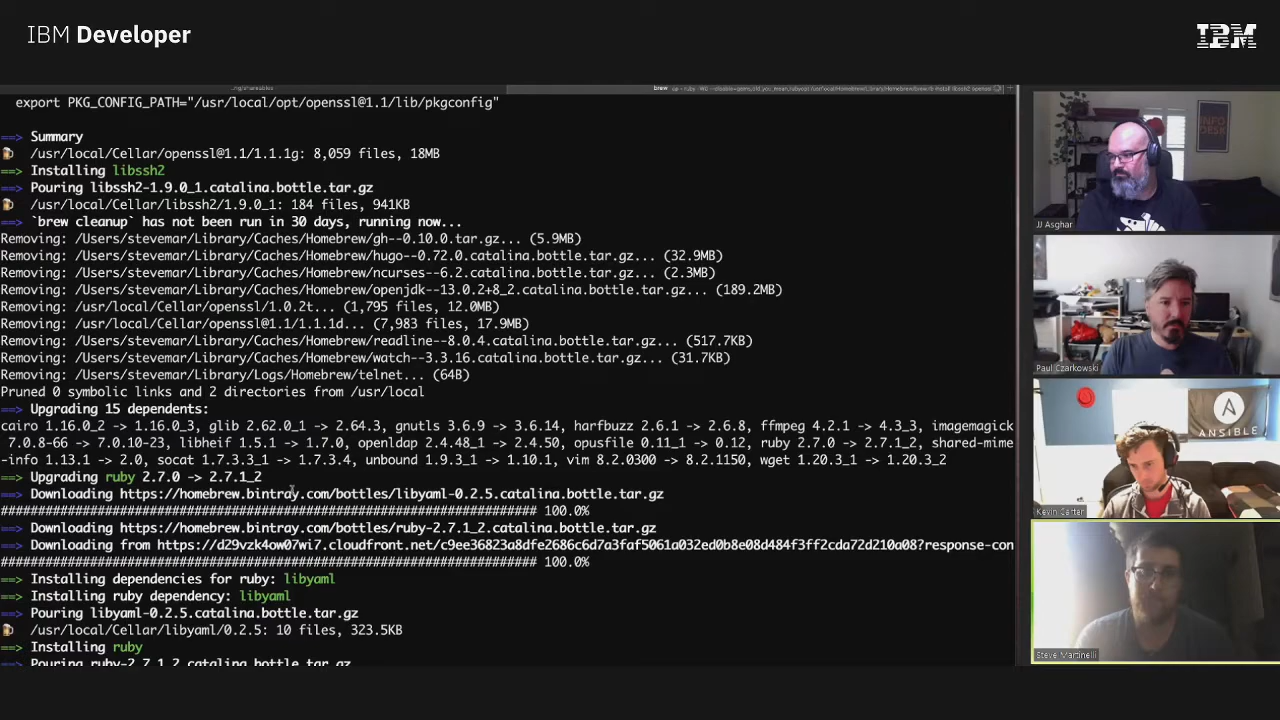 IBM Developer
IBM
...ng/shareables
brew
export PKG_CONFIG_PATH="/usr/local/opt/openssl@1.1/lib/pkgconfig"
==> Summary
/usr/local/Cellar/openssl@1.1/1.1.1g: 8,059 files, 18MB
==> Installing libssh2
==> Pouring libssh2-1.9.0_1.catalina.bottle.tar.gz
/usr/local/Cellar/libssh2/1.9.0_1: 184 files, 941KB
==> `brew cleanup` has not been run in 30 days, running now...
Removing: /Users/stevemar/Library/Caches/Homebrew/gh--0.10.0.tar.gz... (5.9MB)
Removing: /Users/stevemar/Library/Caches/Homebrew/hugo--0.72.0.catalina.bottle.tar.gz... (32.9MB)
Removing: /Users/stevemar/Library/Caches/Homebrew/ncurses--6.2.catalina.bottle.tar.gz... (2.3MB)
Removing: /Users/stevemar/Library/Caches/Homebrew/openjdk--13.0.2+8_2.catalina.bottle.tar.gz... (189.2MB)
Removing: /usr/local/Cellar/openssl/1.0.2t... (1,795 files, 12.0MB)
Removing: /usr/local/Cellar/openssl@1.1/1.1.1d... (7,983 files, 17.9MB)
Removing: /Users/stevemar/Library/Caches/Homebrew/readline--8.0.4.catalina.bottle.tar.gz... (517.7KB)
Removing: /Users/stevemar/Library/Caches/Homebrew/watch--3.3.16.catalina.bottle.tar.gz... (31.7KB)
Removing: /Users/stevemar/Library/Logs/Homebrew/telnet... (64B)
Pruned 0 symbolic links and 2 directories from /usr/local
==> Upgrading 15 dependents:
cairo 1.16.0_2 -> 1.16.0_3, glib 2.62.0_1 -> 2.64.3, gnutls 3.6.9 -> 3.6.14, harfbuzz 2.6.1 -> 2.6.8, ffmpeg 4.2.1 -> 4.3_3, imagemagick
7.0.8-66 -> 7.0.10-23, libheif 1.5.1 -> 1.7.0, openldap 2.4.48_1 -> 2.4.50, opusfile 0.11_1 -> 0.12, ruby 2.7.0 -> 2.7.1_2, shared-mime
-info 1.13.1 -> 2.0, socat 1.7.3.3_1 -> 1.7.3.4, unbound 1.9.3_1 -> 1.10.1, vim 8.2.0300 -> 8.2.1150, wget 1.20.3_1 -> 1.20.3_2
==> Upgrading ruby 2.7.0 -> 2.7.1_2
==> Downloading https://homebrew.bintray.com/bottles/libyaml-0.2.5.catalina.bottle.tar.gz
######################################################################## 100.0%
==> Downloading https://homebrew.bintray.com/bottles/ruby-2.7.1_2.catalina.bottle.tar.gz
==> Downloading from https://d29vzk4ow07wi7.cloudfront.net/c9ee36823a8dfe2686c6d7a3faf5061a032ed0b8e08d484f3ff2cda72d210a08?response-con
######################################################################## 100.0%
==> Installing dependencies for ruby: libyaml
==> Installing ruby dependency: libyaml
==> Pouring libyaml-0.2.5.catalina.bottle.tar.gz
/usr/local/Cellar/libyaml/0.2.5: 10 files, 323.5KB
==> Installing ruby
==> Pouring ruby-2.7.1_2.catalina.bottle.tar.gz
INFO
DESK
JJ Asghar
Paul Czarkowski
ANSIBLE
Kevin Carter
Steve Martinelli